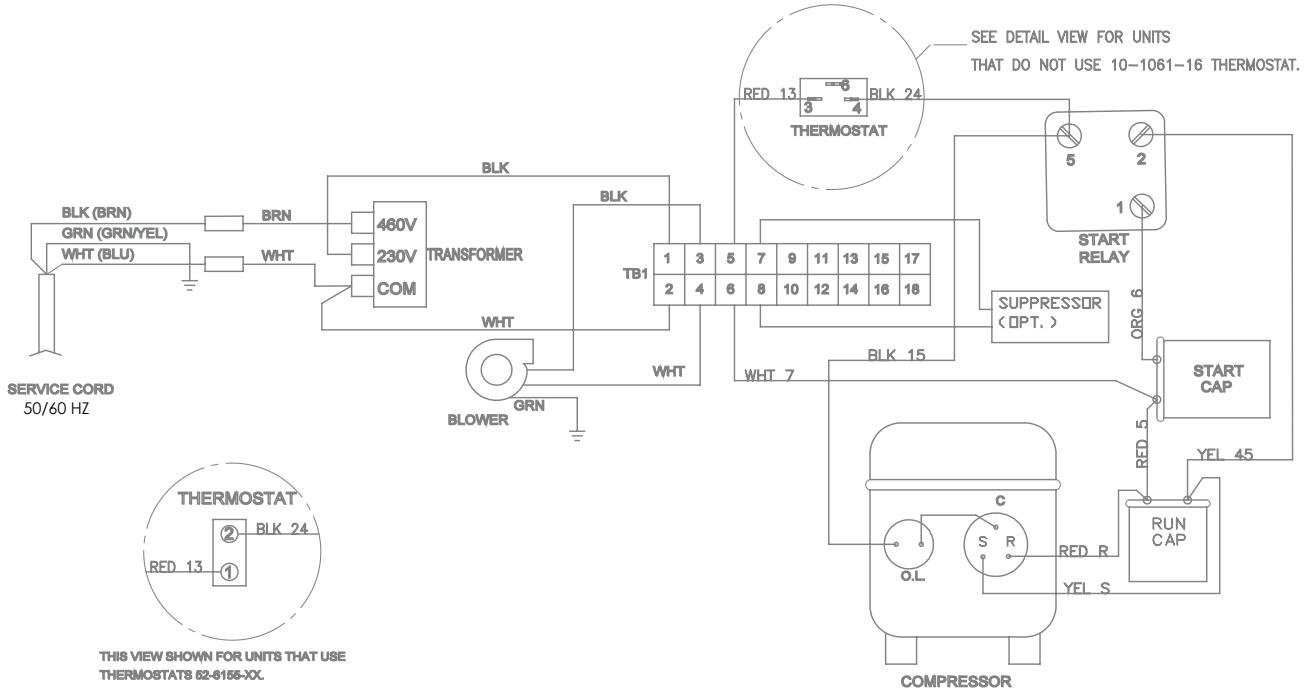 SEE DETAIL VIEW FOR UNITS
THAT DO NOT USE 10-1061-16 THERMOSTAT.
RED 13
6
3
4
BLK 24
THERMOSTAT
5
2
1
START
RELAY
BLK
BLK
BLK (BRN)
BRN
GRN (GRN/YEL)
WHT (BLU)
WHT
460V
230V
COM
TRANSFORMER
TB1
1 3 5 7 9 11 13 15 17
2 4 6 8 10 12 14 16 18
SUPPRESSOR
(OPT.)
ORG 6
WHT
WHT
BLK 15
WHT 7
START
CAP
SERVICE CORD
50/60 HZ
BLOWER
GRN
RED 5
YEL 45
THERMOSTAT
2
BLK 24
RED 13
1
C
S R
O.L.
RED R
YEL S
RUN
CAP
THIS VIEW SHOWN FOR UNITS THAT USE
THERMOSTATS 52-6155-XX.
COMPRESSOR